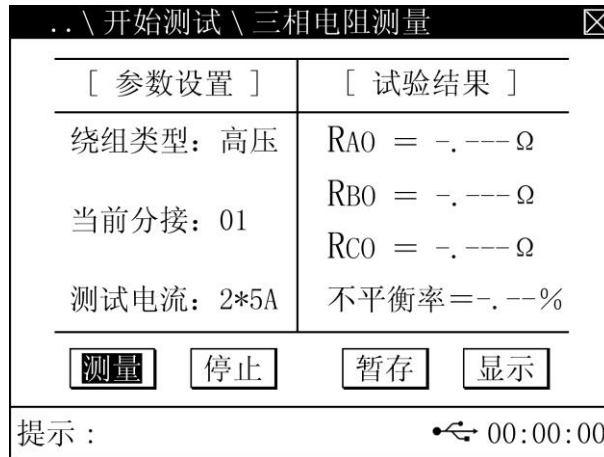 ..\开始测试\三相电阻测量
[ 参数设置 ]
绕组类型: 高压
当前分接: 01
测试电流: 2*5A
[ 试验结果 ]
RAO = -.---Ω
RBO = -.---Ω
RCO = -.---Ω
不平衡率=-.--%
测量 停止 暂存 显示
提示: 00:00:00